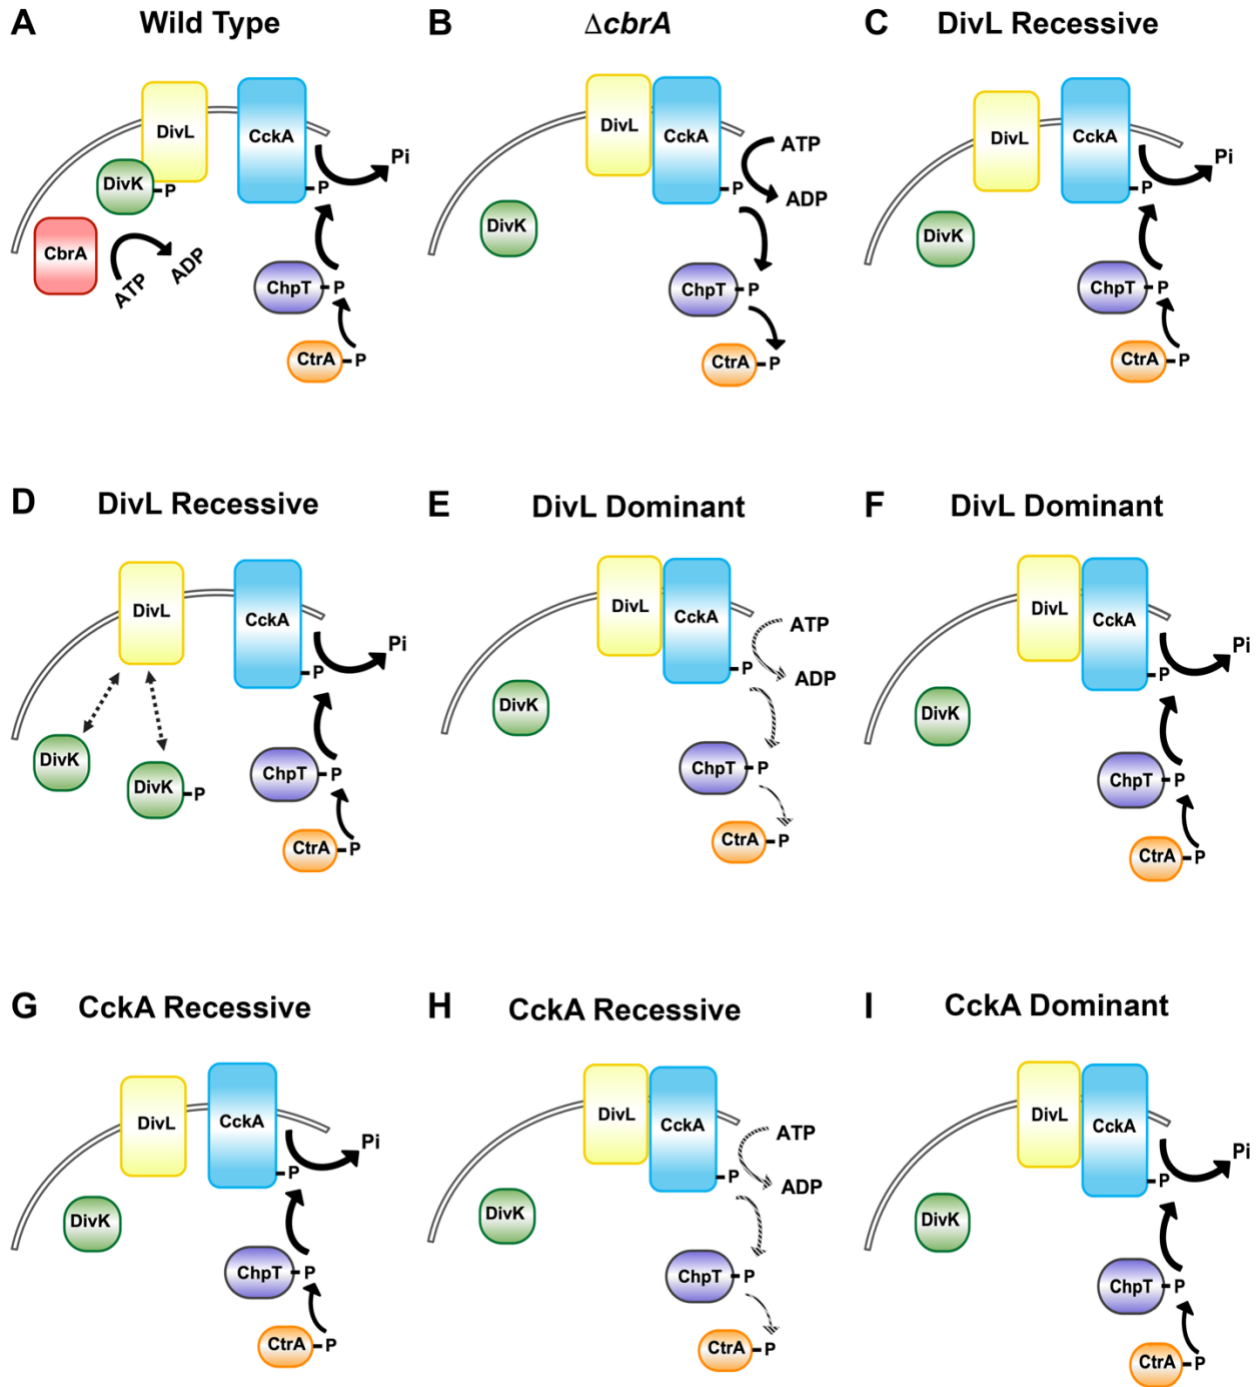 A Wild Type
DivL
CckA
Pi
DivK
P
P
CbrA
ATP
ADP
ChpT
P
CtrA
P
B ΔcbrA
DivL
CckA
ATP
P
ADP
DivK
ChpT
P
CtrA
P
C DivL Recessive
DivL
CckA
Pi
P
DivK
ChpT
P
CtrA
P
D DivL Recessive
DivL
CckA
Pi
P
DivK
DivK
P
ChpT
P
CtrA
P
E DivL Dominant
DivL
CckA
ATP
P
ADP
DivK
ChpT
P
CtrA
P
F DivL Dominant
DivL
CckA
Pi
P
DivK
ChpT
P
CtrA
P
G CckA Recessive
DivL
CckA
Pi
P
DivK
ChpT
P
CtrA
P
H CckA Recessive
DivL
CckA
ATP
P
ADP
DivK
ChpT
P
CtrA
P
I CckA Dominant
DivL
CckA
Pi
P
DivK
ChpT
P
CtrA
P